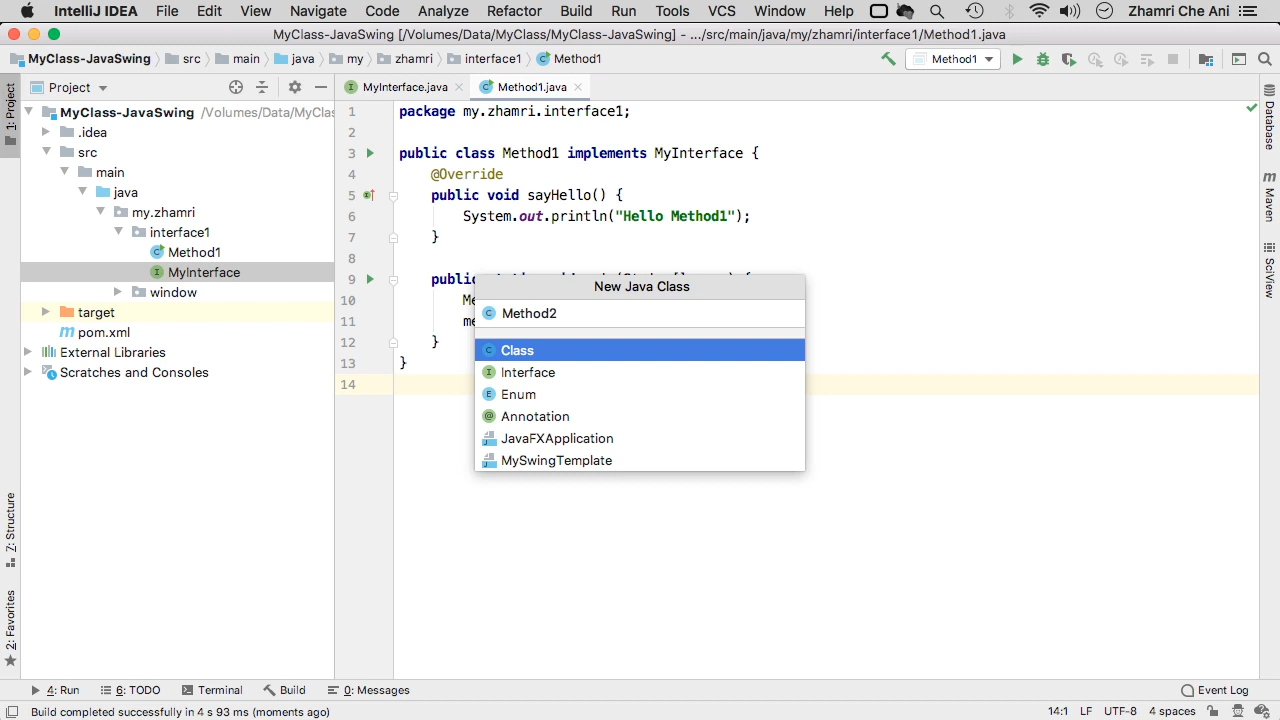 IntelliJ IDEA File Edit View Navigate Code Analyze Refactor Build Run Tools VCS Window Help Zhamri Che Ani
MyClass-JavaSwing [/Volumes/Data/MyClass/MyClass-JavaSwing] - .../src/main/java/my/zhamri/interface1/Method1.java
MyClass-JavaSwing src main java my zhamri interface1 Method1 Method1
1: Project
Project
MyInterface.java Method1.java
MyClass-JavaSwing /Volumes/Data/MyClas
.idea
src
main
java
my.zhamri
interface1
Method1
MyInterface
window
target
pom.xml
External Libraries
Scratches and Consoles
1 package my.zhamri.interface1;
2
3 public class Method1 implements MyInterface {
4 @Override
5 public void sayHello() {
6 System.out.println("Hello Method1");
7 }
8
9 public
10 Me
11 me
12 }
13 }
14
New Java Class
Method2
Class
Interface
Enum
Annotation
JavaFXApplication
MySwingTemplate
Database
Maven
SciView
7: Structure
2: Favorites
4: Run 6: TODO Terminal Build 0: Messages Event Log
Build completed successfully in 4 s 93 ms (moments ago) 14:1 LF UTF-8 4 spaces